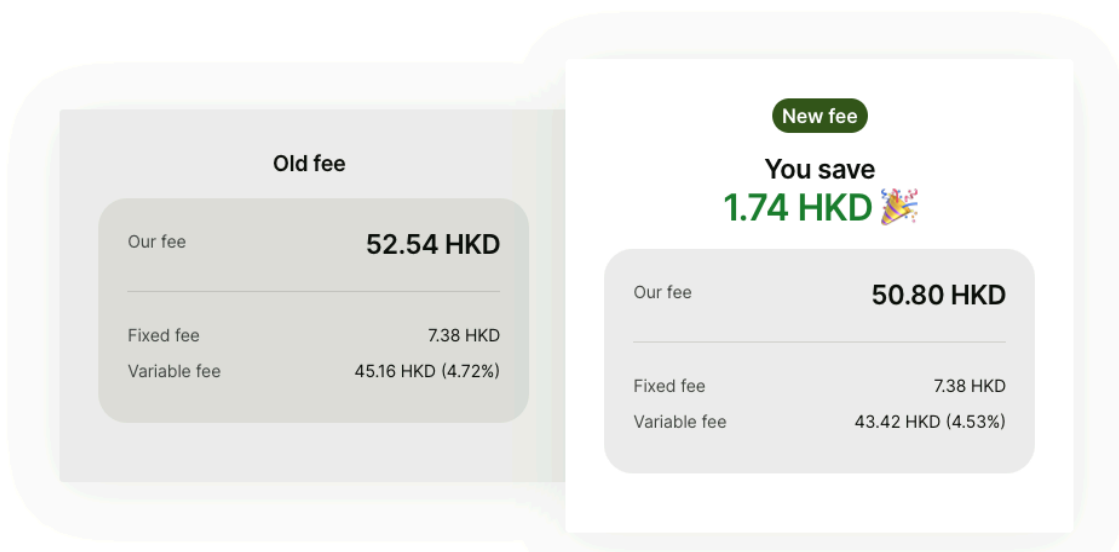 Old fee
Our fee 52.54 HKD
Fixed fee 7.38 HKD
Variable fee 45.16 HKD (4.72%)
New fee
You save
1.74 HKD 🎉
Our fee 50.80 HKD
Fixed fee 7.38 HKD
Variable fee 43.42 HKD (4.53%)